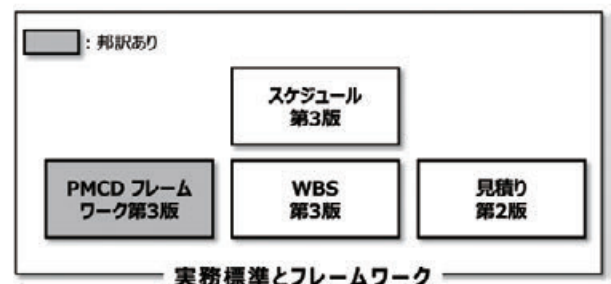 ：邦訳あり
スケジュール
第3版
PMCD フレーム
ワーク第3版
WBS
第3版
見積り
第2版
実務標準とフレームワーク